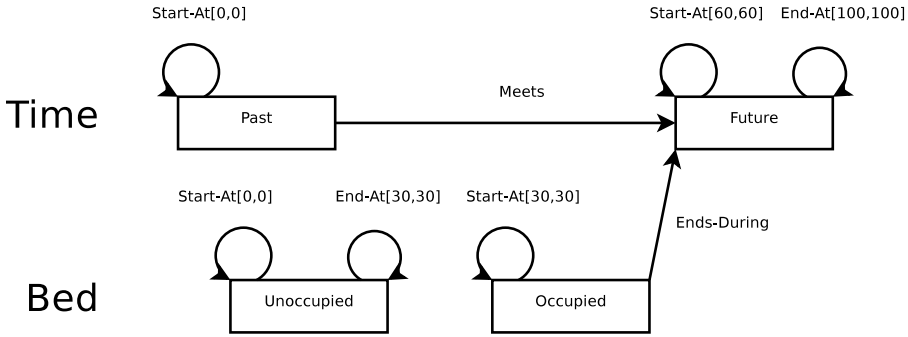 Start-At[0,0]
Start-At[60,60]
End-At[100,100]
Time
Past
Meets
Future
Start-At[0,0]
End-At[30,30]
Start-At[30,30]
Ends-During
Bed
Unoccupied
Occupied